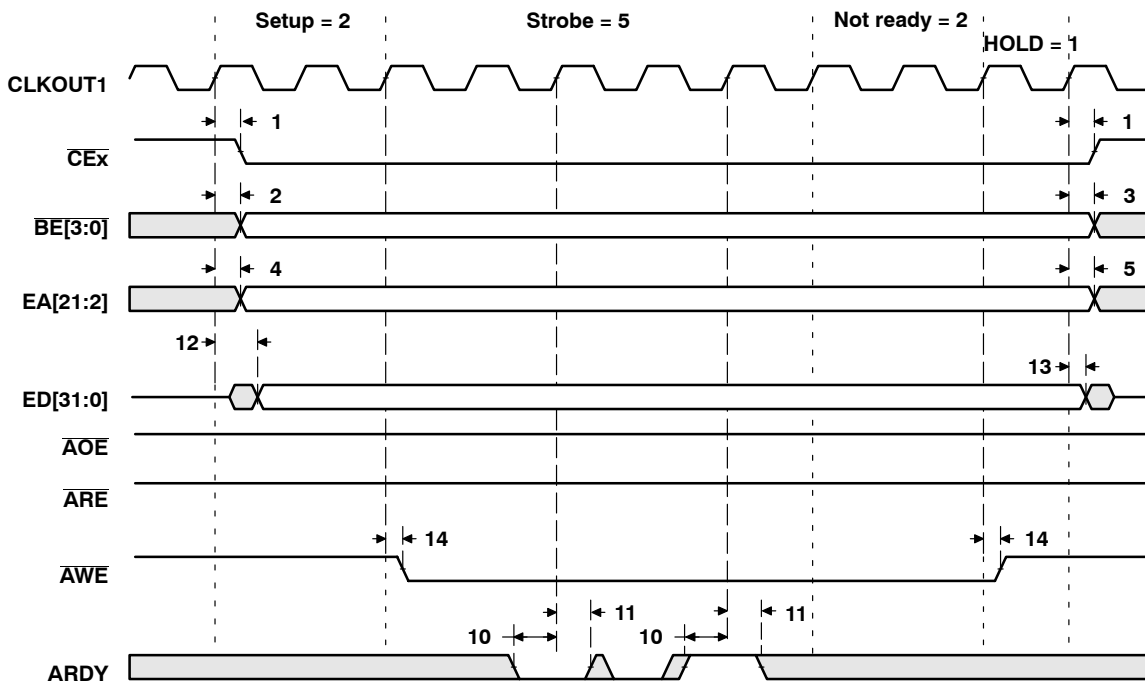 Setup = 2
Strobe = 5
Not ready = 2
HOLD = 1
CLKOUT1
1
1
CEx
2
3
BE[3:0]
4
5
EA[21:2]
12
13
ED[31:0]
AOE
ARE
14
14
AWE
11
11
10
10
ARDY